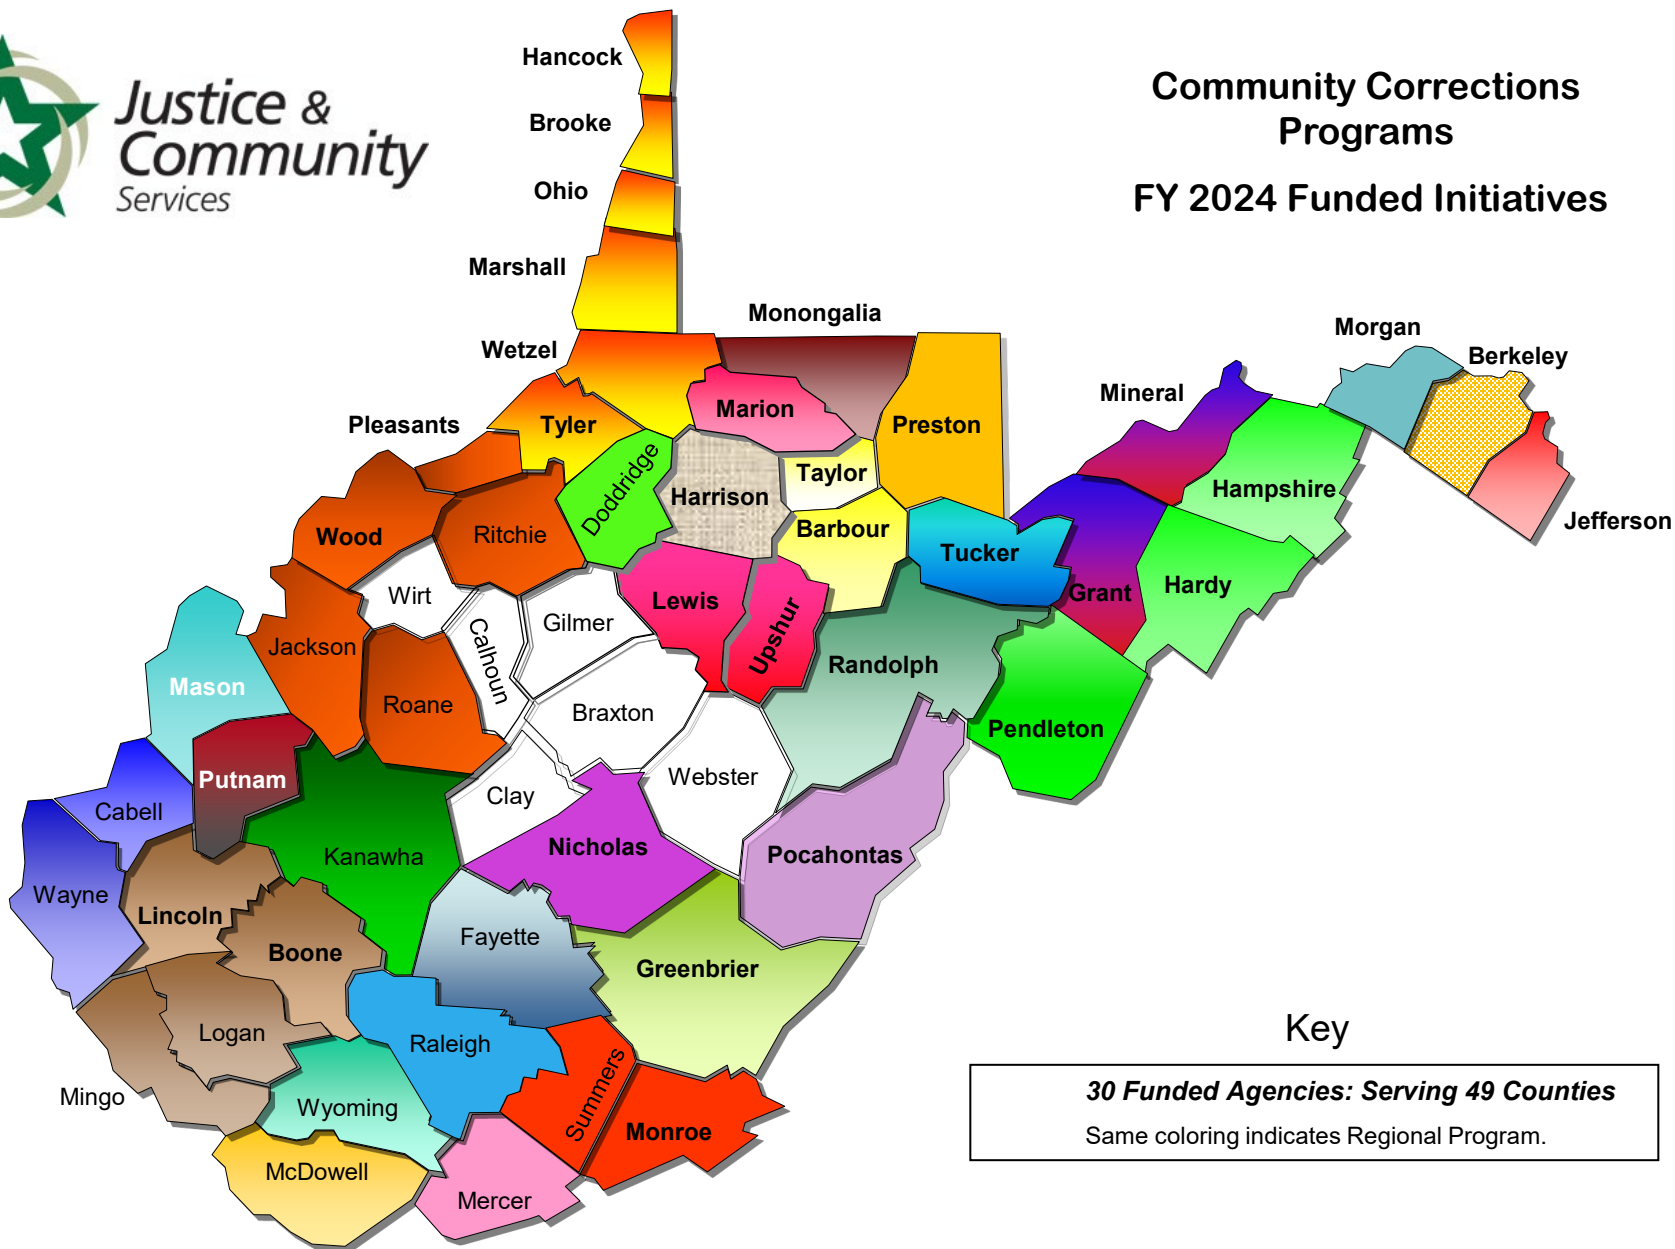 Justice &
Community
Services
Community Corrections
Programs
FY 2024 Funded Initiatives
Hancock
Brooke
Ohio
Marshall
Wetzel
Monongalia
Morgan
Berkeley
Mineral
Pleasants
Tyler
Marion
Preston
Doddridge
Taylor
Harrison
Hampshire
Jefferson
Wood
Ritchie
Barbour
Tucker
Grant
Hardy
Wirt
Calhoun
Gilmer
Lewis
Upshur
Jackson
Randolph
Mason
Roane
Braxton
Pendleton
Putnam
Clay
Webster
Cabell
Kanawha
Nicholas
Pocahontas
Wayne
Lincoln
Boone
Fayette
Greenbrier
Logan
Raleigh
Mingo
Wyoming
Summers
Monroe
McDowell
Mercer
Key
30 Funded Agencies: Serving 49 Counties
Same coloring indicates Regional Program.